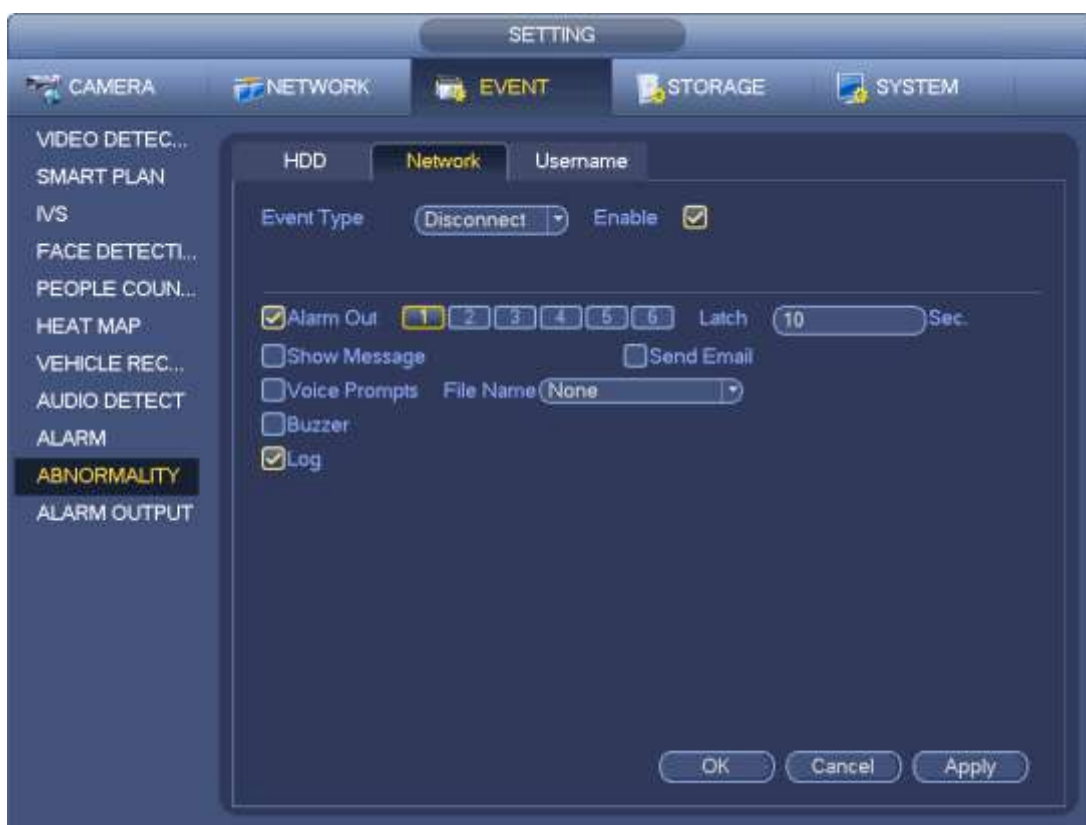 SETTING
CAMERA NETWORK EVENT STORAGE SYSTEM
VIDEO DETEC...
SMART PLAN
IVS
FACE DETECTI...
PEOPLE COUN...
HEAT MAP
VEHICLE REC...
AUDIO DETECT
ALARM
ABNORMALITY
ALARM OUTPUT
HDD Network Username
Event Type Disconnect Enable
Alarm Out 1 2 3 4 5 6 Latch 10 Sec.
Show Message Send Email
Voice Prompts File Name None
Buzzer
Log
OK Cancel Apply